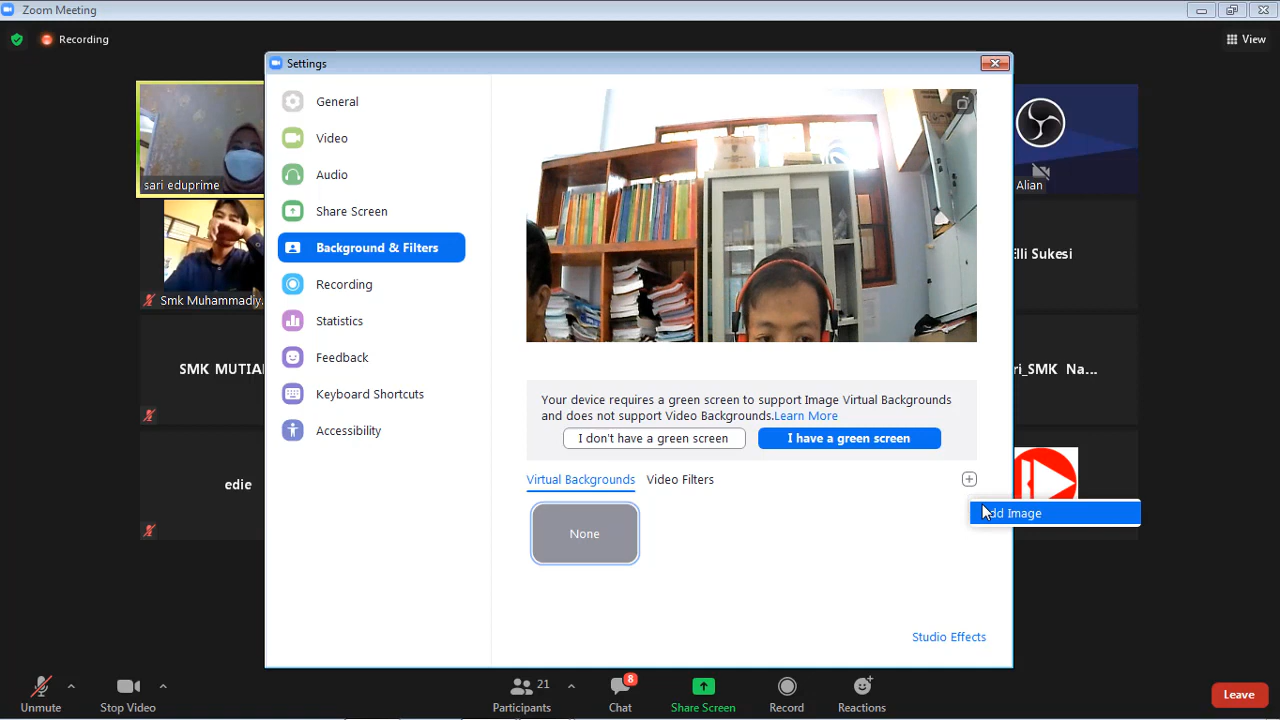 Zoom Meeting
Recording
View
Settings
General
Video
Audio
Share Screen
Background & Filters
Recording
Statistics
Feedback
Keyboard Shortcuts
Accessibility
sari eduprime
Smk Muhammadiy...
SMK MUTIA
edie
Alian
Elli Sukesi
ri_SMK Na...
Your device requires a green screen to support Image Virtual Backgrounds
and does not support Video Backgrounds.Learn More
I don't have a green screen
I have a green screen
Virtual Backgrounds
Video Filters
Add Image
None
Studio Effects
Unmute
Stop Video
21
Participants
8
Chat
Share Screen
Record
Reactions
Leave